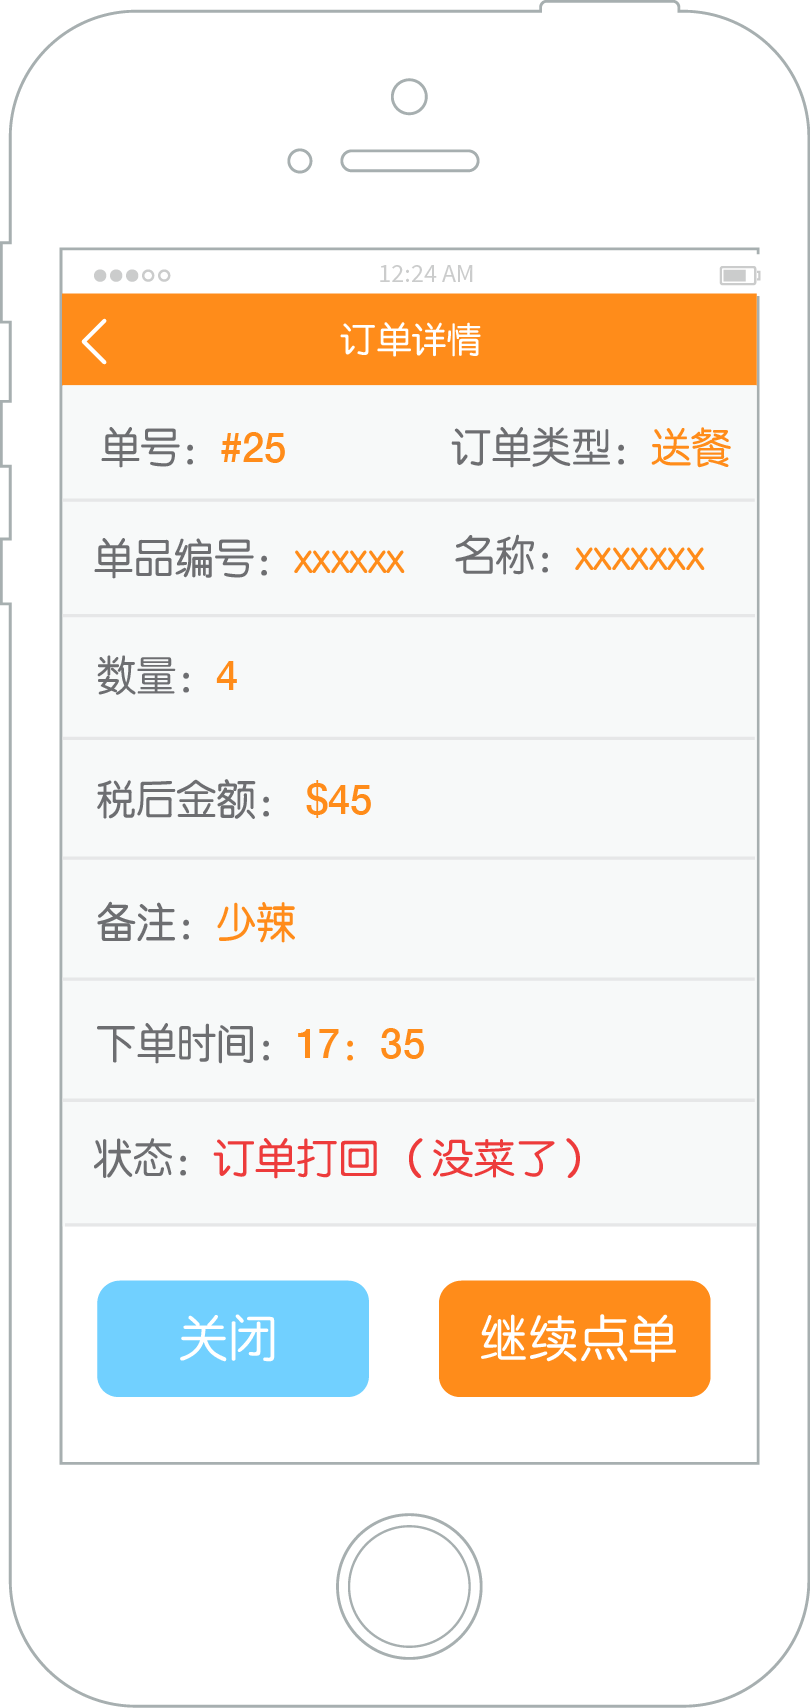 12:24 AM
订单详情
单号：#25 订单类型：送餐
单品编号：xxxxxx 名称：xxxxxxx
数量：4
税后金额： $45
备注：少辣
下单时间：17：35
状态：订单打回（没菜了）
关闭 继续点单